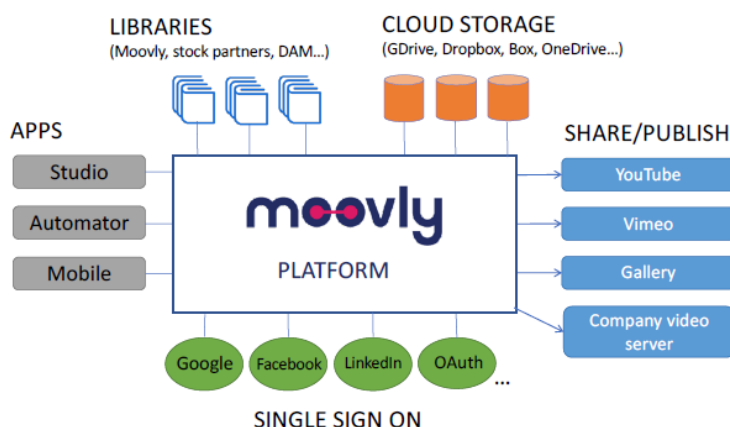 LIBRARIES
(Moovly, stock partners, DAM...)
CLOUD STORAGE
(GDrive, Dropbox, Box, OneDrive...)
APPS
Studio
Automator
Mobile
moovly
PLATFORM
SHARE/PUBLISH
YouTube
Vimeo
Gallery
Company video
server
Google
Facebook
LinkedIn
OAuth
...
SINGLE SIGN ON